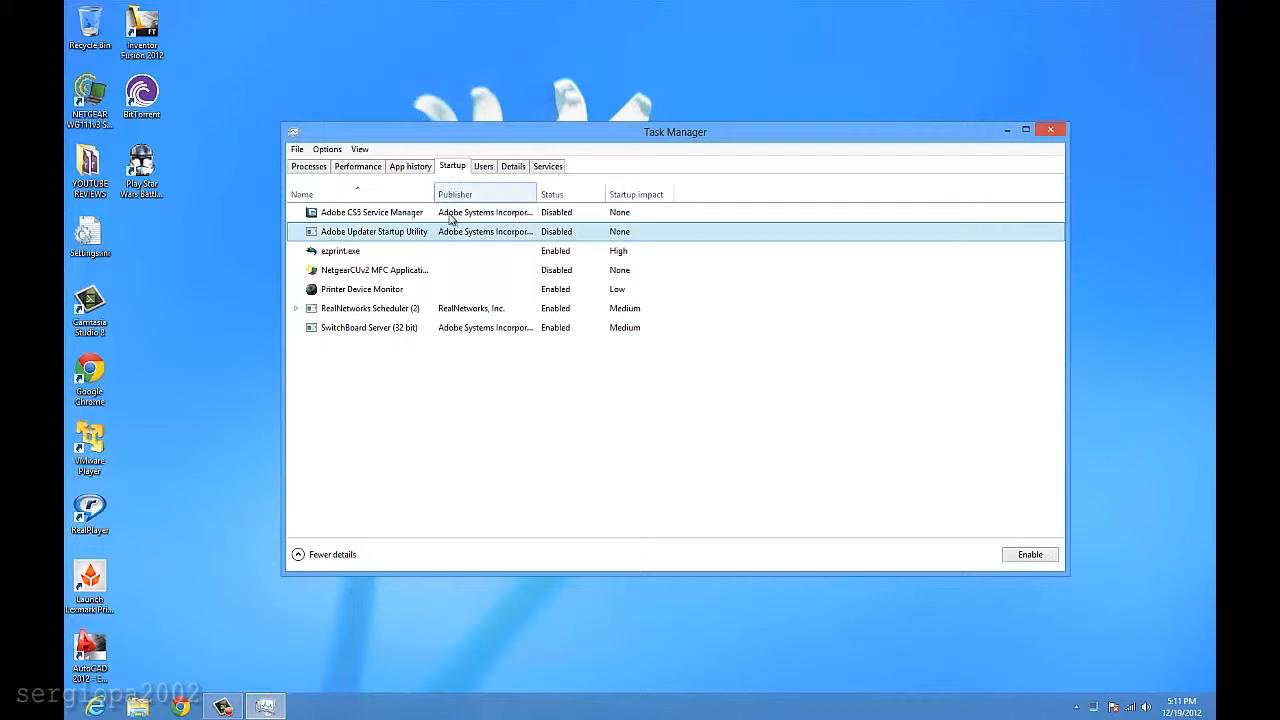 Recycle Bin
Inventor
Fusion 2012
NETGEAR
WG111v3 S...
BitTorrent
YOUTUBE
REVIEWS
Play Star
Wars Battl...
Settings.ini
Camtasia
Studio 8
Google
Chrome
VMware
Player
RealPlayer
Launch
Lexmark Pri...
AutoCAD
2012 - E...
Task Manager
File Options View
Processes Performance App history Startup Users Details Services
Name Publisher Status Startup impact
Adobe CS5 Service Manager Adobe Systems Incorpor... Disabled None
Adobe Updater Startup Utility Adobe Systems Incorpor... Disabled None
ezprint.exe Enabled High
NetgearCUv2 MFC Applicati... Disabled None
Printer Device Monitor Enabled Low
RealNetworks Scheduler (2) RealNetworks, Inc. Enabled Medium
SwitchBoard Server (32 bit) Adobe Systems Incorpor... Enabled Medium
Fewer details
Enable
sergiopa2002
5:11 PM
12/19/2012